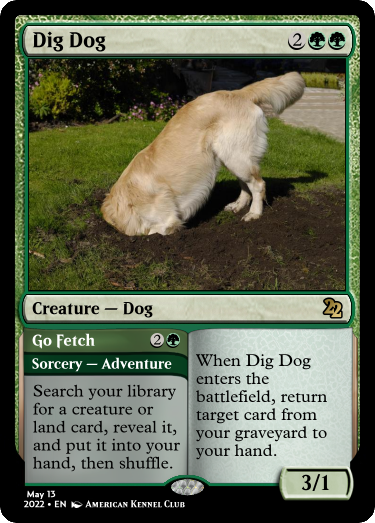 Dig Dog 2
Creature — Dog
Go Fetch 2
Sorcery — Adventure
Search your library
for a creature or
land card, reveal it,
and put it into your
hand, then shuffle.
When Dig Dog
enters the
battlefield, return
target card from
your graveyard to
your hand.
3/1
May 13
2022 • EN American Kennel Club